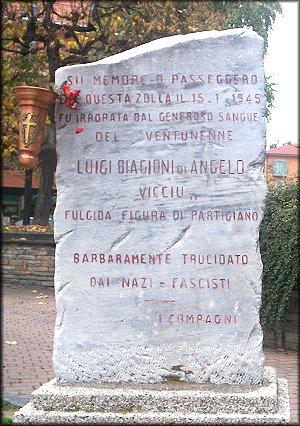 SII MEMORE O PASSEGGERO
QUESTA ZOLLA IL 15-1-1945
FU IRRORATA DAL GENEROSO SANGUE
DEL VENTUNENNE
LUIGI BIAGIONI DI ANGELO
"VICCIU"
FULGIDA FIGURA DI PARTIGIANO
BARBARAMENTE TRUCIDATO
DAI NAZI-FASCISTI
I COMPAGNI